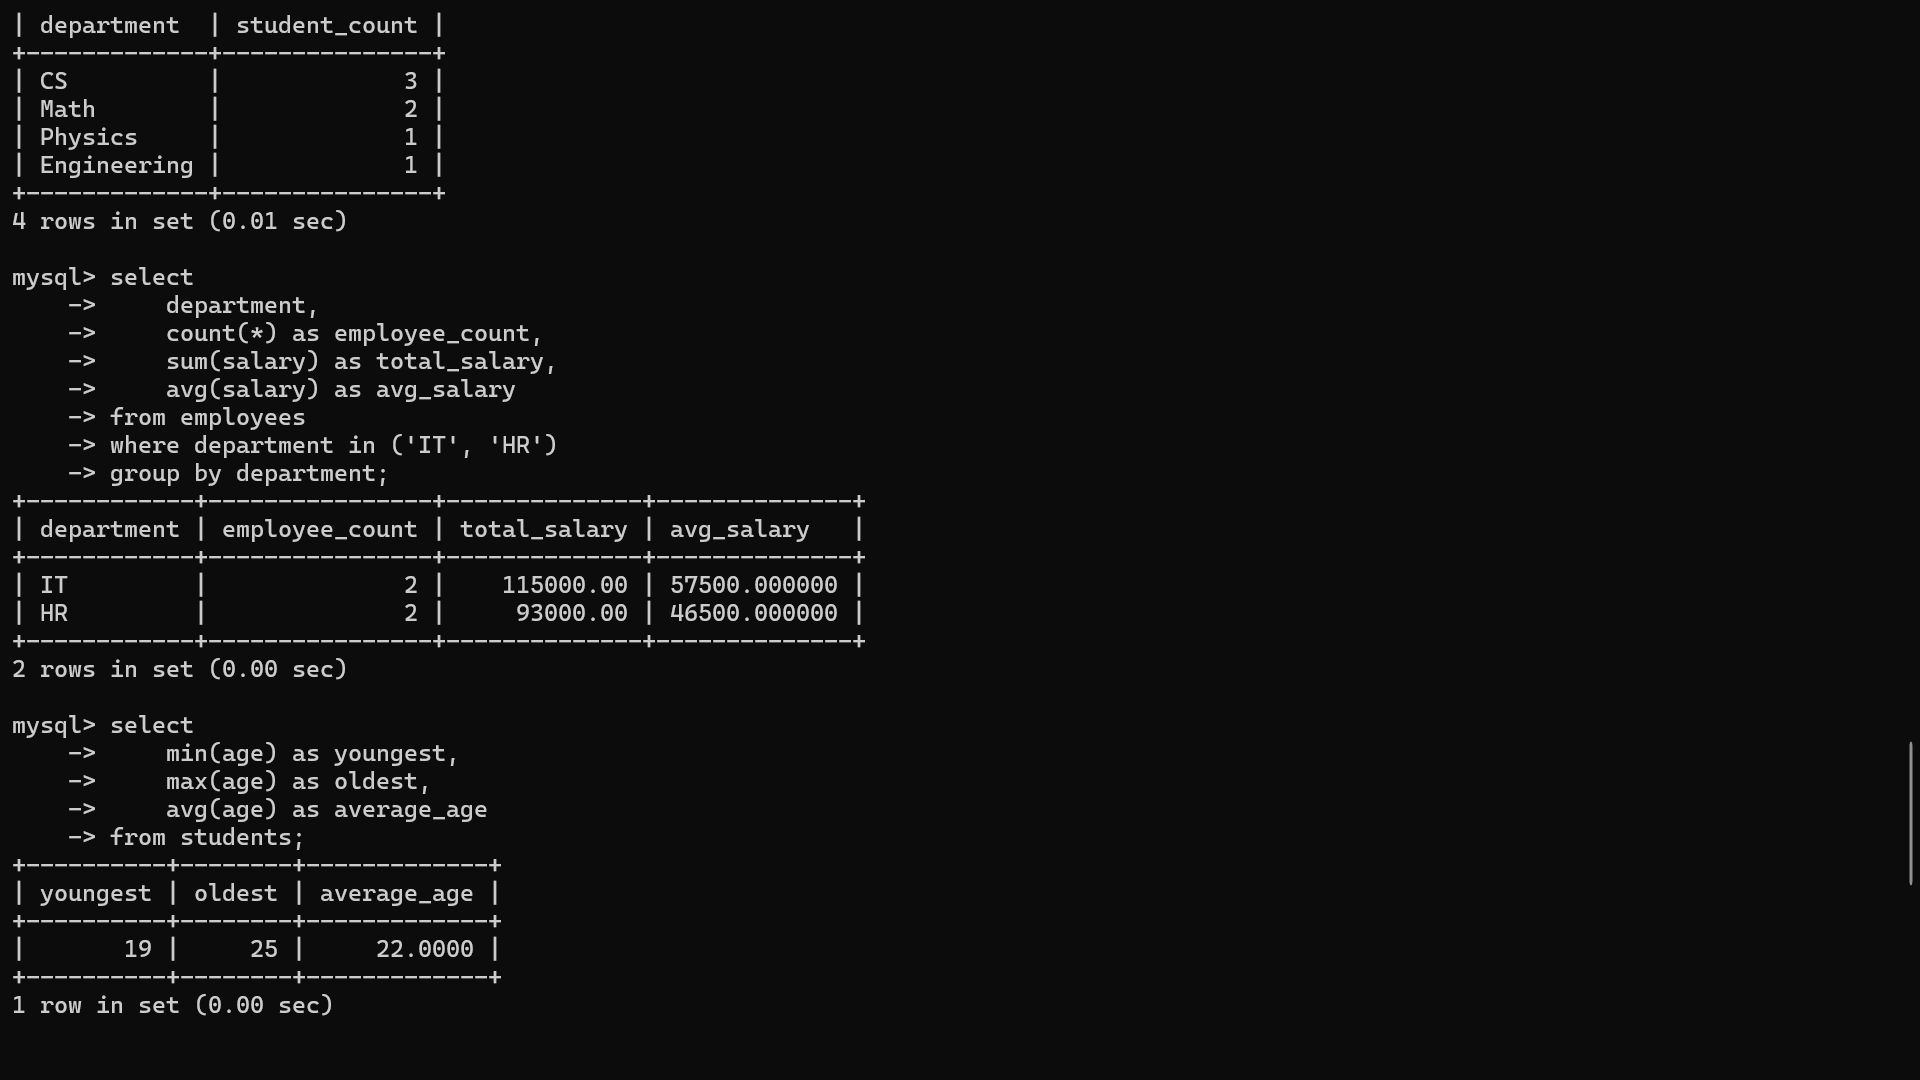 | department  | student_count |
+-------------+---------------+
| CS          |             3 |
| Math        |             2 |
| Physics     |             1 |
| Engineering |             1 |
+-------------+---------------+
4 rows in set (0.01 sec)

mysql> select
    ->     department,
    ->     count(*) as employee_count,
    ->     sum(salary) as total_salary,
    ->     avg(salary) as avg_salary
    -> from employees
    -> where department in ('IT', 'HR')
    -> group by department;
+------------+----------------+--------------+--------------+
| department | employee_count | total_salary | avg_salary   |
+------------+----------------+--------------+--------------+
| IT         |              2 |    115000.00 | 57500.000000 |
| HR         |              2 |     93000.00 | 46500.000000 |
+------------+----------------+--------------+--------------+
2 rows in set (0.00 sec)

mysql> select
    ->     min(age) as youngest,
    ->     max(age) as oldest,
    ->     avg(age) as average_age
    -> from students;
+----------+--------+-------------+
| youngest | oldest | average_age |
+----------+--------+-------------+
|       19 |     25 |     22.0000 |
+----------+--------+-------------+
1 row in set (0.00 sec)